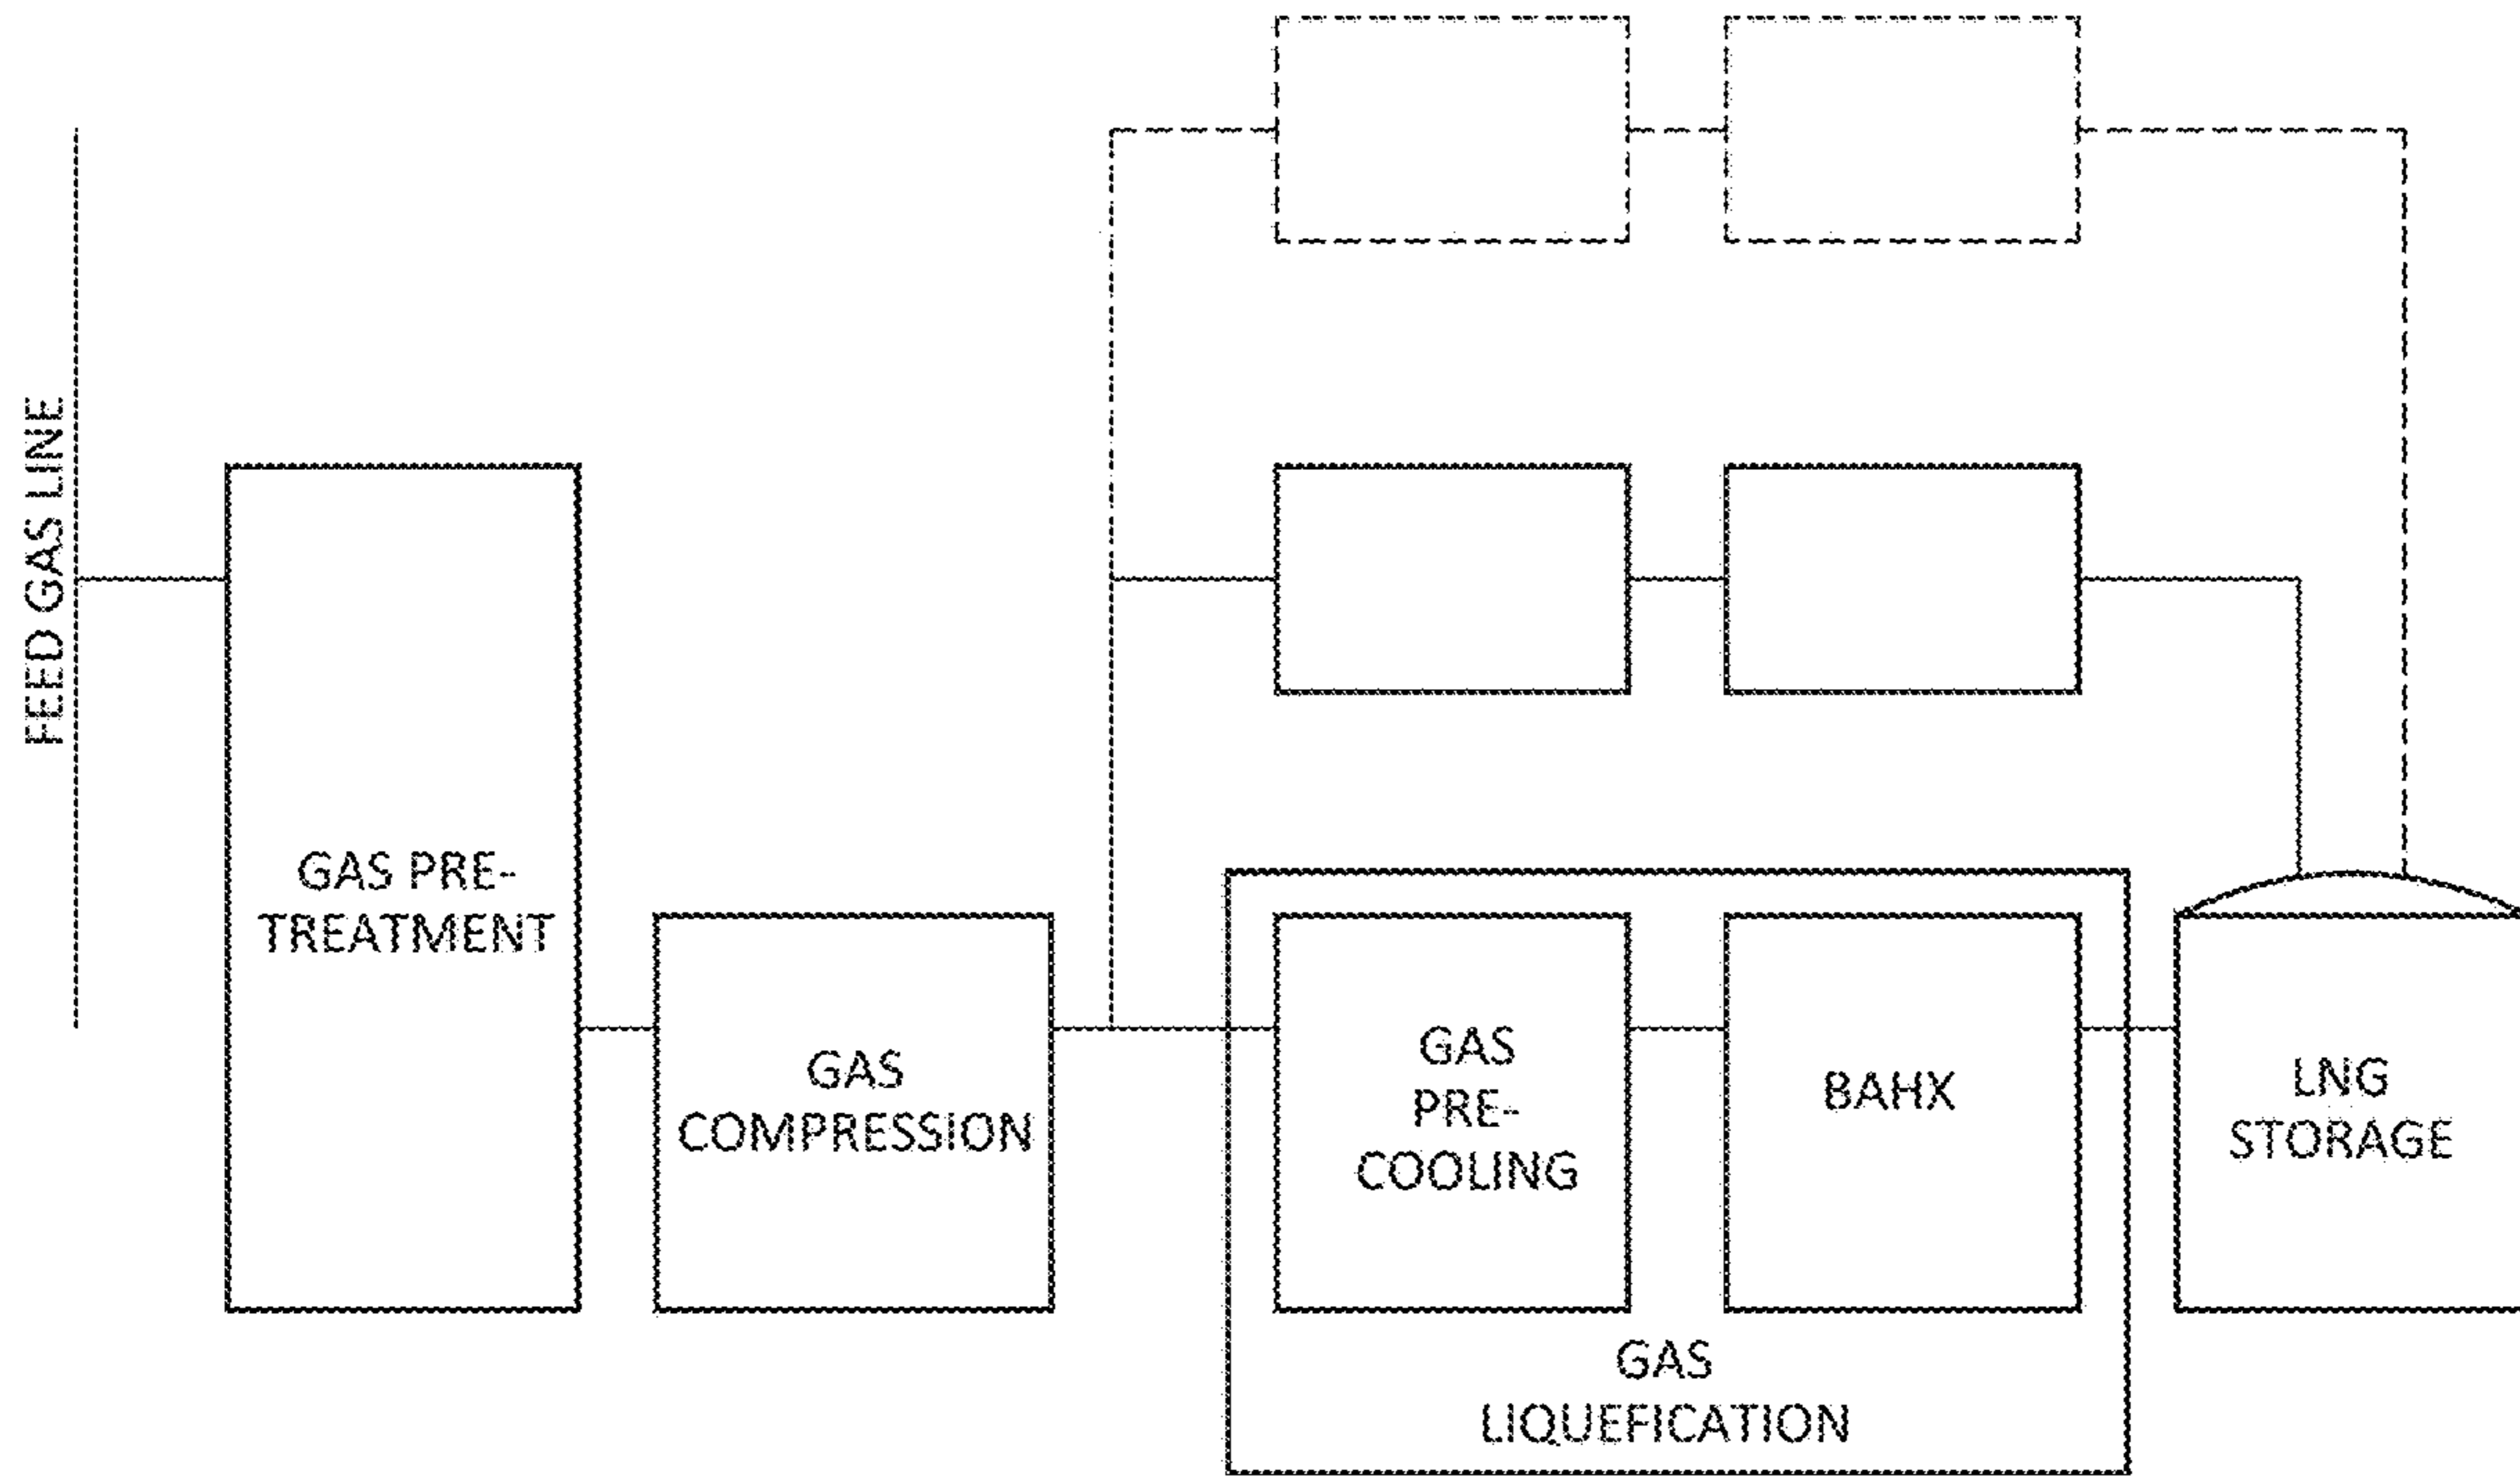 FEED GAS LINE
GAS PRE-
TREATMENT
GAS
COMPRESSION
GAS
PRE-
COOLING
BAHX
LNG
STORAGE
GAS
LIQUEFICATION